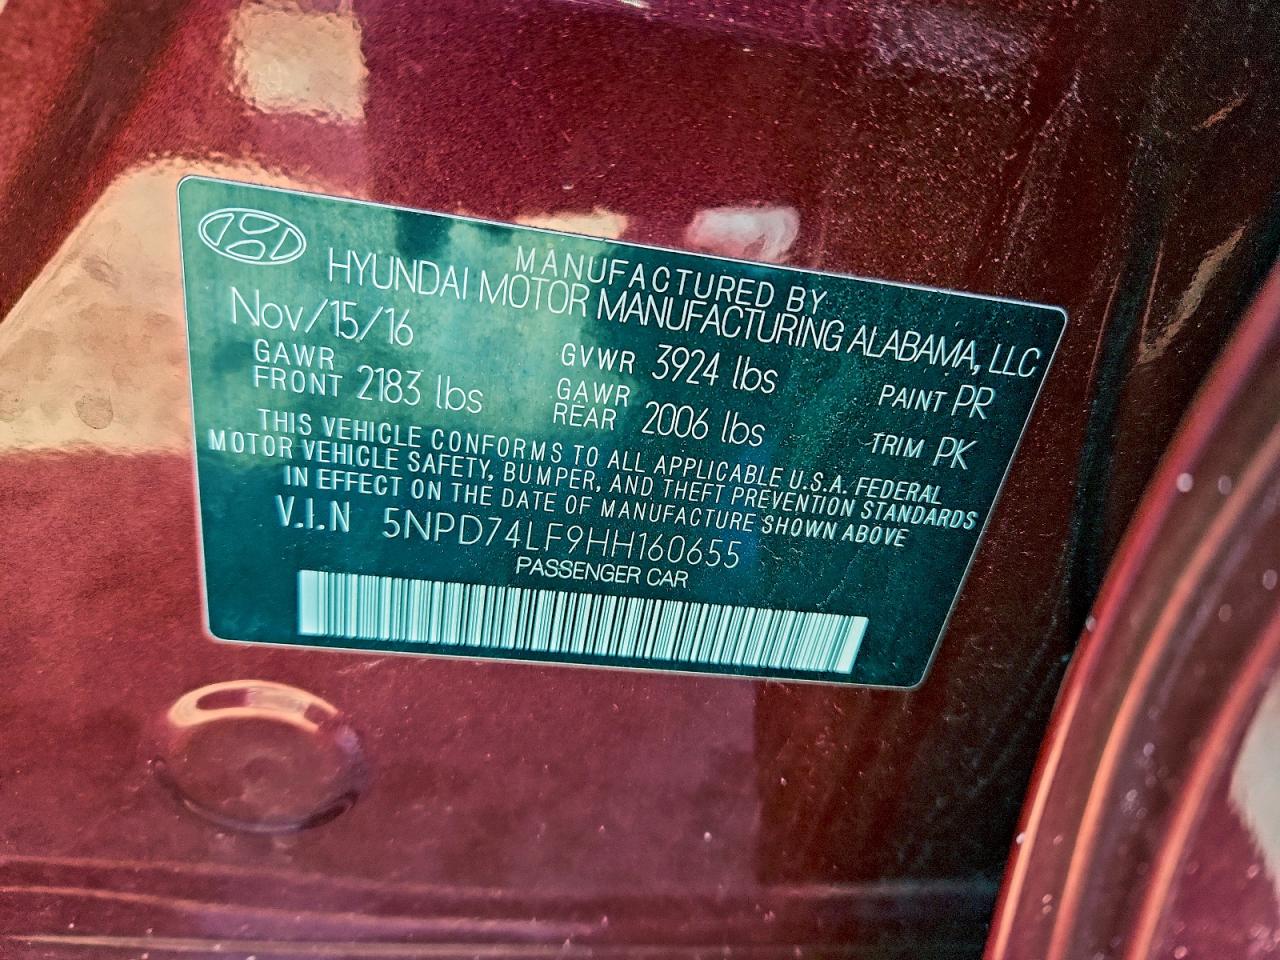 MANUFACTURED BY
HYUNDAI MOTOR MANUFACTURING ALABAMA, LLC
Nov/15/16 GVWR 3924 lbs PAINT PR
GAWR FRONT 2183 lbs GAWR REAR 2006 lbs TRIM PK
THIS VEHICLE CONFORMS TO ALL APPLICABLE U.S.A. FEDERAL
MOTOR VEHICLE SAFETY, BUMPER, AND THEFT PREVENTION STANDARDS
IN EFFECT ON THE DATE OF MANUFACTURE SHOWN ABOVE
V.I.N 5NPD74LF9HH160655
PASSENGER CAR